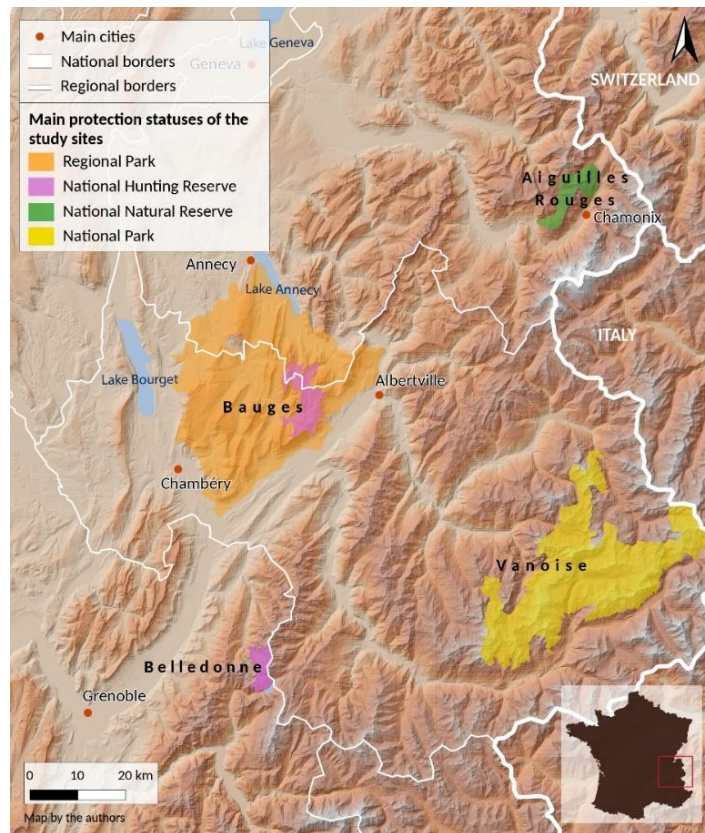 Main cities
National borders
Regional borders
Main protection statuses of the
study sites
Regional Park
National Hunting Reserve
National Natural Reserve
National Park
Lake Geneva
Geneva
SWITZERLAND
Aiguilles
Rouges
Chamonix
Annecy
Lake Annecy
ITALY
Lake Bourget
Albertville
Bauges
Chambéry
Vanoise
Belledonne
Grenoble
0 10 20 km
Map by the authors